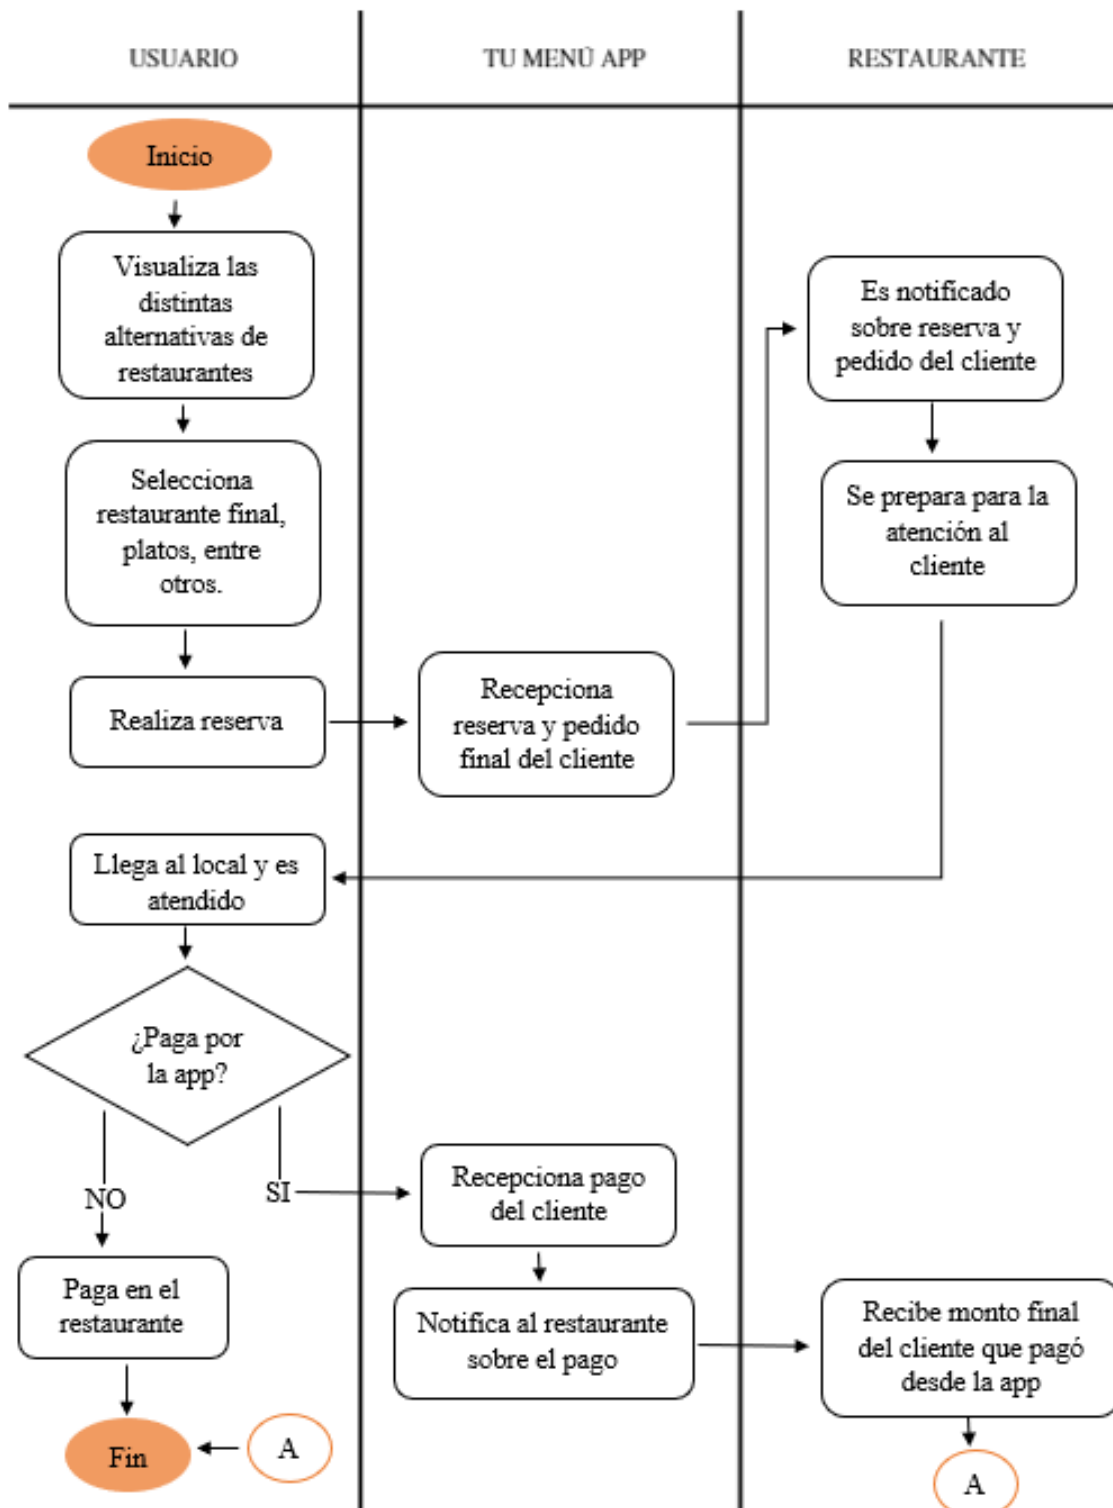 USUARIO
TU MENÚ APP
RESTAURANTE
Inicio
Visualiza las
distintas
alternativas de
restaurantes
Selecciona
restaurante final,
platos, entre
otros.
Realiza reserva
Recepciona
reserva y pedido
final del cliente
Es notificado
sobre reserva y
pedido del cliente
Se prepara para la
atención al
cliente
Llega al local y es
atendido
¿Paga por
la app?
NO
SI
Paga en el
restaurante
Recepciona pago
del cliente
Notifica al restaurante
sobre el pago
Recibe monto final
del cliente que pagó
desde la app
A
A
Fin